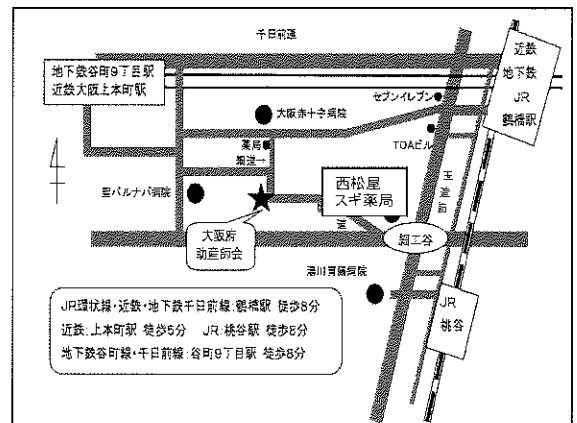 千日前通
近鉄
地下鉄
JR
鶴橋駅
地下鉄谷町9丁目駅
近鉄大阪上本町駅
セブンイレブン
大阪赤十字病院
TOAビル
薬局
細道→
玉造筋
聖バルナバ病院
西松屋
スギ薬局
大阪府
助産師会
細工谷
JR
桃谷
JR環状線・近鉄・地下鉄千日前線:鶴橋駅 徒歩8分
近鉄:上本町駅 徒歩5分 JR:桃谷駅 徒歩8分
地下鉄谷町線・千日前線:谷町9丁目駅 徒歩8分